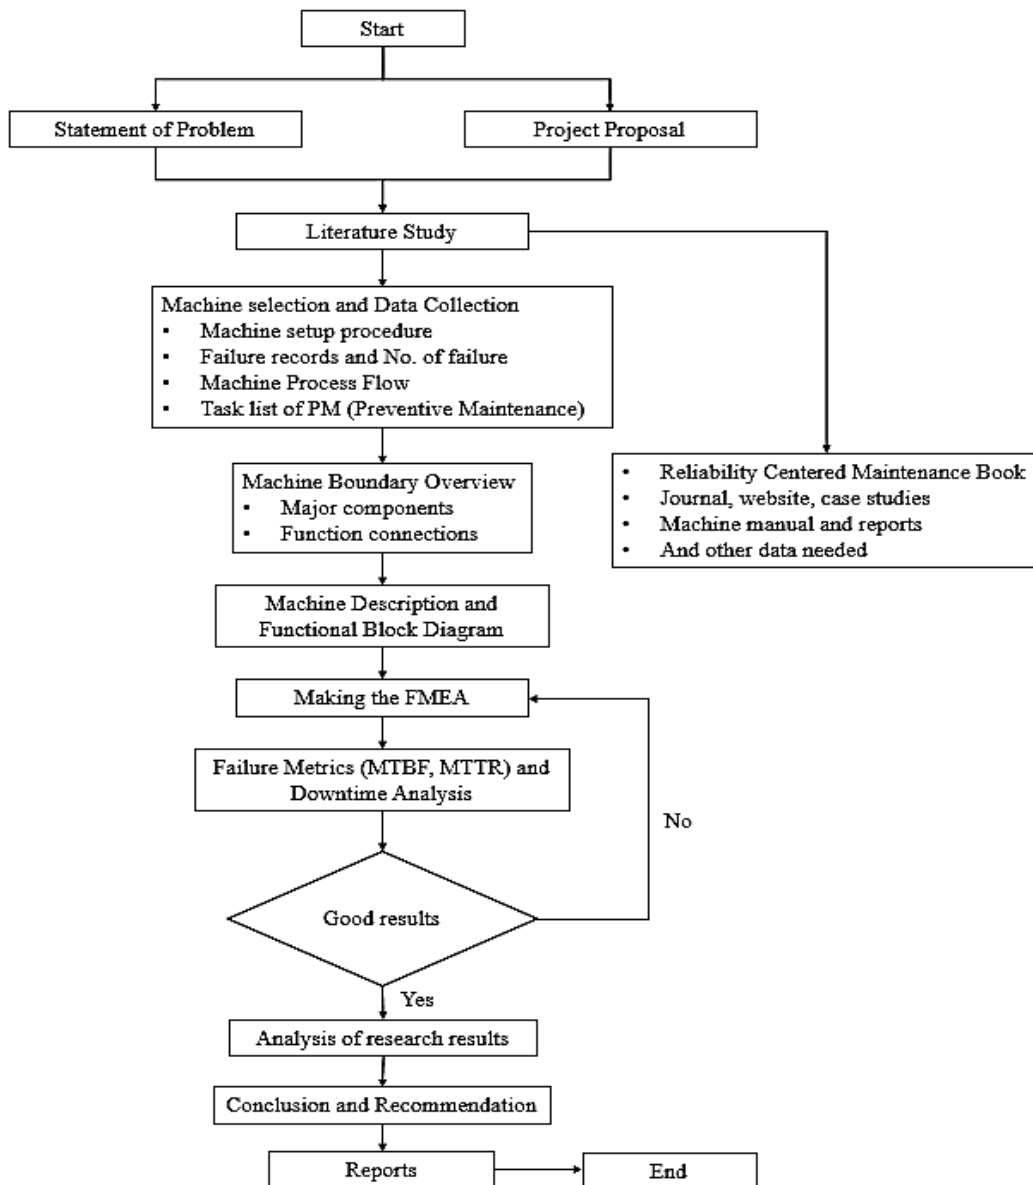 Start
Statement of Problem
Project Proposal
Literature Study
Machine selection and Data Collection
• Machine setup procedure
• Failure records and No. of failure
• Machine Process Flow
• Task list of PM (Preventive Maintenance)
• Reliability Centered Maintenance Book
• Journal, website, case studies
• Machine manual and reports
• And other data needed
Machine Boundary Overview
• Major components
• Function connections
Machine Description and
Functional Block Diagram
Making the FMEA
Failure Metrics (MTBF, MTTR) and
Downtime Analysis
No
Good results
Yes
Analysis of research results
Conclusion and Recommendation
Reports
End